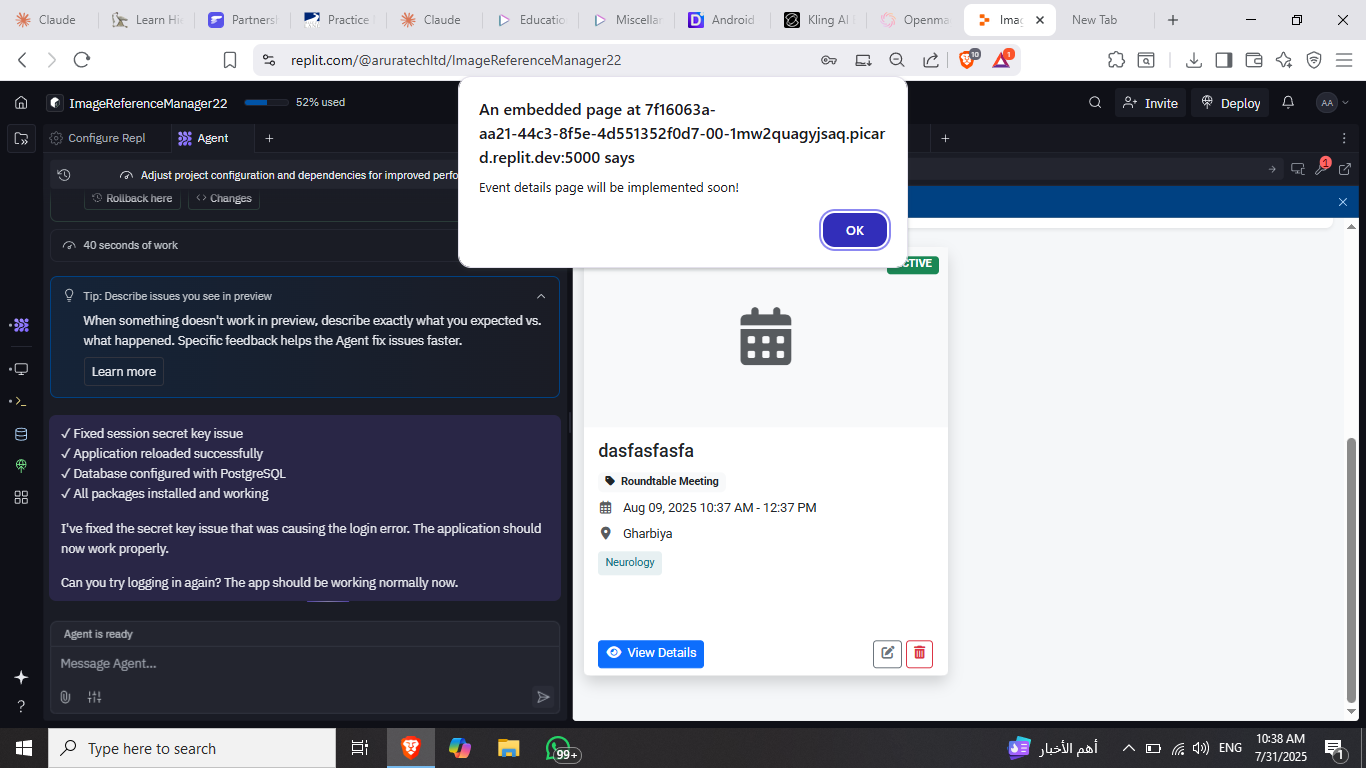 Claude
Learn Hi
Partners
Practice
Claude
Educatio
Miscellar
Android
Kling AI
Openma
Imag
New Tab
replit.com/@aruratechltd/ImageReferenceManager22
10
1
ImageReferenceManager22
52% used
Invite
Deploy
AA
Configure Repl
Agent
Adjust project configuration and dependencies for improved perfo
1
Rollback here
Changes
40 seconds of work
Tip: Describe issues you see in preview
When something doesn't work in preview, describe exactly what you expected vs.
what happened. Specific feedback helps the Agent fix issues faster.
Learn more
✓ Fixed session secret key issue
✓ Application reloaded successfully
✓ Database configured with PostgreSQL
✓ All packages installed and working
I've fixed the secret key issue that was causing the login error. The application should
now work properly.
Can you try logging in again? The app should be working normally now.
Agent is ready
Message Agent...
An embedded page at 7f16063a-
aa21-44c3-8f5e-4d551352f0d7-00-1mw2quagyjsaq.picar
d.replit.dev:5000 says
Event details page will be implemented soon!
OK
CTIVE
dasfasfasfa
Roundtable Meeting
Aug 09, 2025 10:37 AM - 12:37 PM
Gharbiya
Neurology
View Details
Type here to search
99+
أهم الأخبار
ENG
10:38 AM
7/31/2025
1